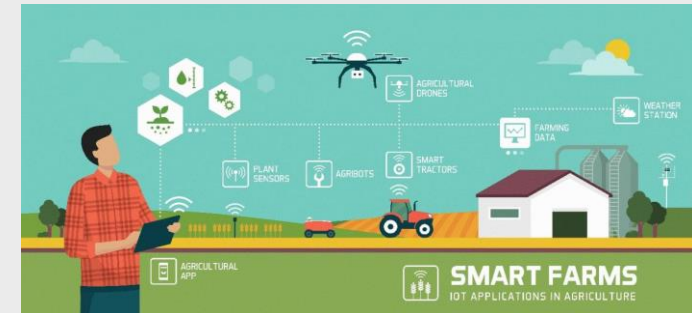 AGRICULTURAL
DRONES
WEATHER
STATION
FARMING
DATA
PLANT
SENSORS
AGRIBOTS
SMART
TRACTORS
AGRICULTURAL
APP
SMART FARMS
IOT APPLICATIONS IN AGRICULTURE